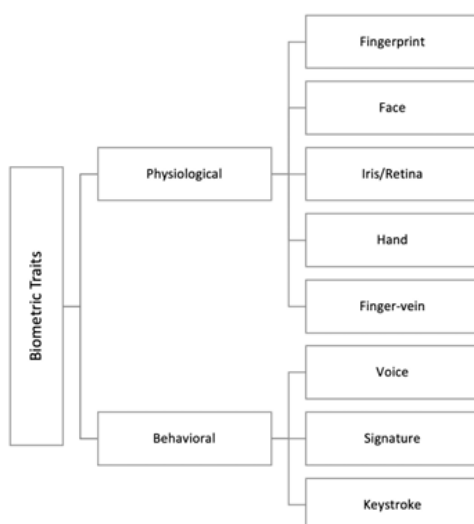 Biometric Traits
Physiological
Fingerprint
Face
Iris/Retina
Hand
Finger-vein
Behavioral
Voice
Signature
Keystroke